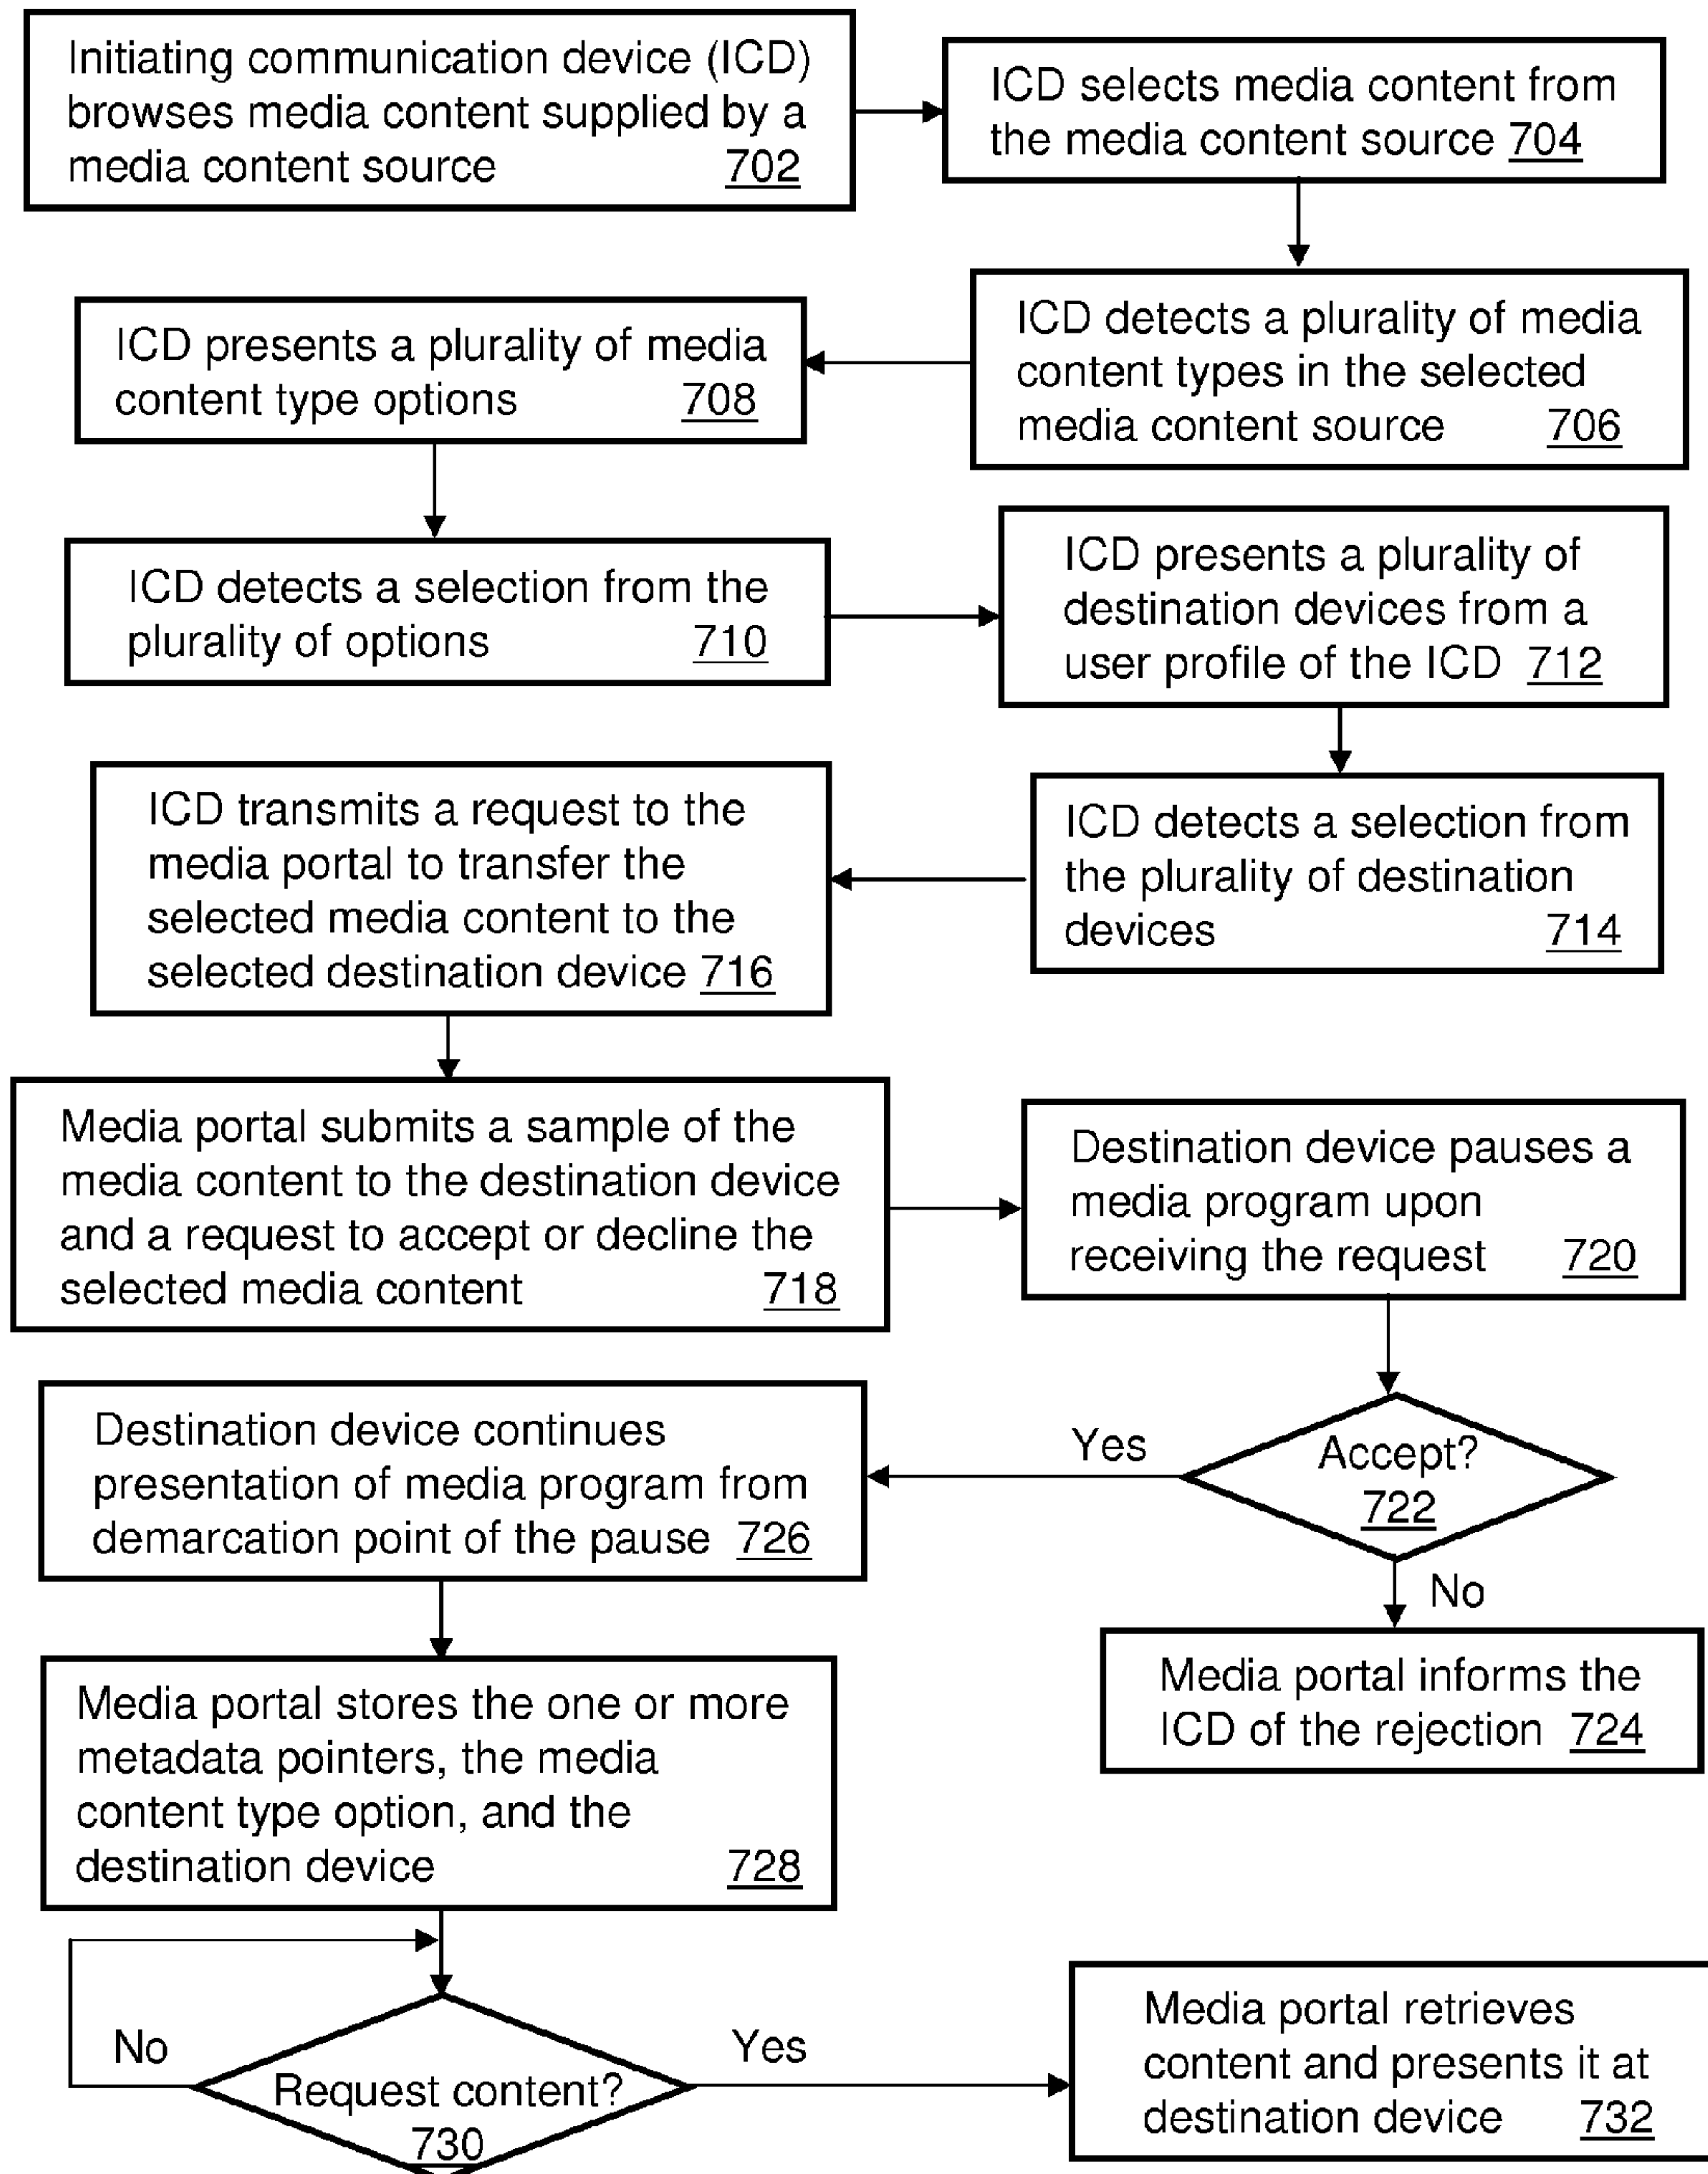 Initiating communication device (ICD)
browses media content supplied by a
media content source 702
ICD selects media content from
the media content source 704
ICD detects a plurality of media
content types in the selected
media content source 706
ICD presents a plurality of media
content type options 708
ICD detects a selection from the
plurality of options 710
ICD presents a plurality of
destination devices from a
user profile of the ICD 712
ICD detects a selection from
the plurality of destination
devices 714
ICD transmits a request to the
media portal to transfer the
selected media content to the
selected destination device 716
Media portal submits a sample of the
media content to the destination device
and a request to accept or decline the
selected media content 718
Destination device pauses a
media program upon
receiving the request 720
Accept?
722
Yes
No
Media portal informs the
ICD of the rejection 724
Destination device continues
presentation of media program from
demarcation point of the pause 726
Media portal stores the one or more
metadata pointers, the media
content type option, and the
destination device 728
Request content?
730
No
Yes
Media portal retrieves
content and presents it at
destination device 732